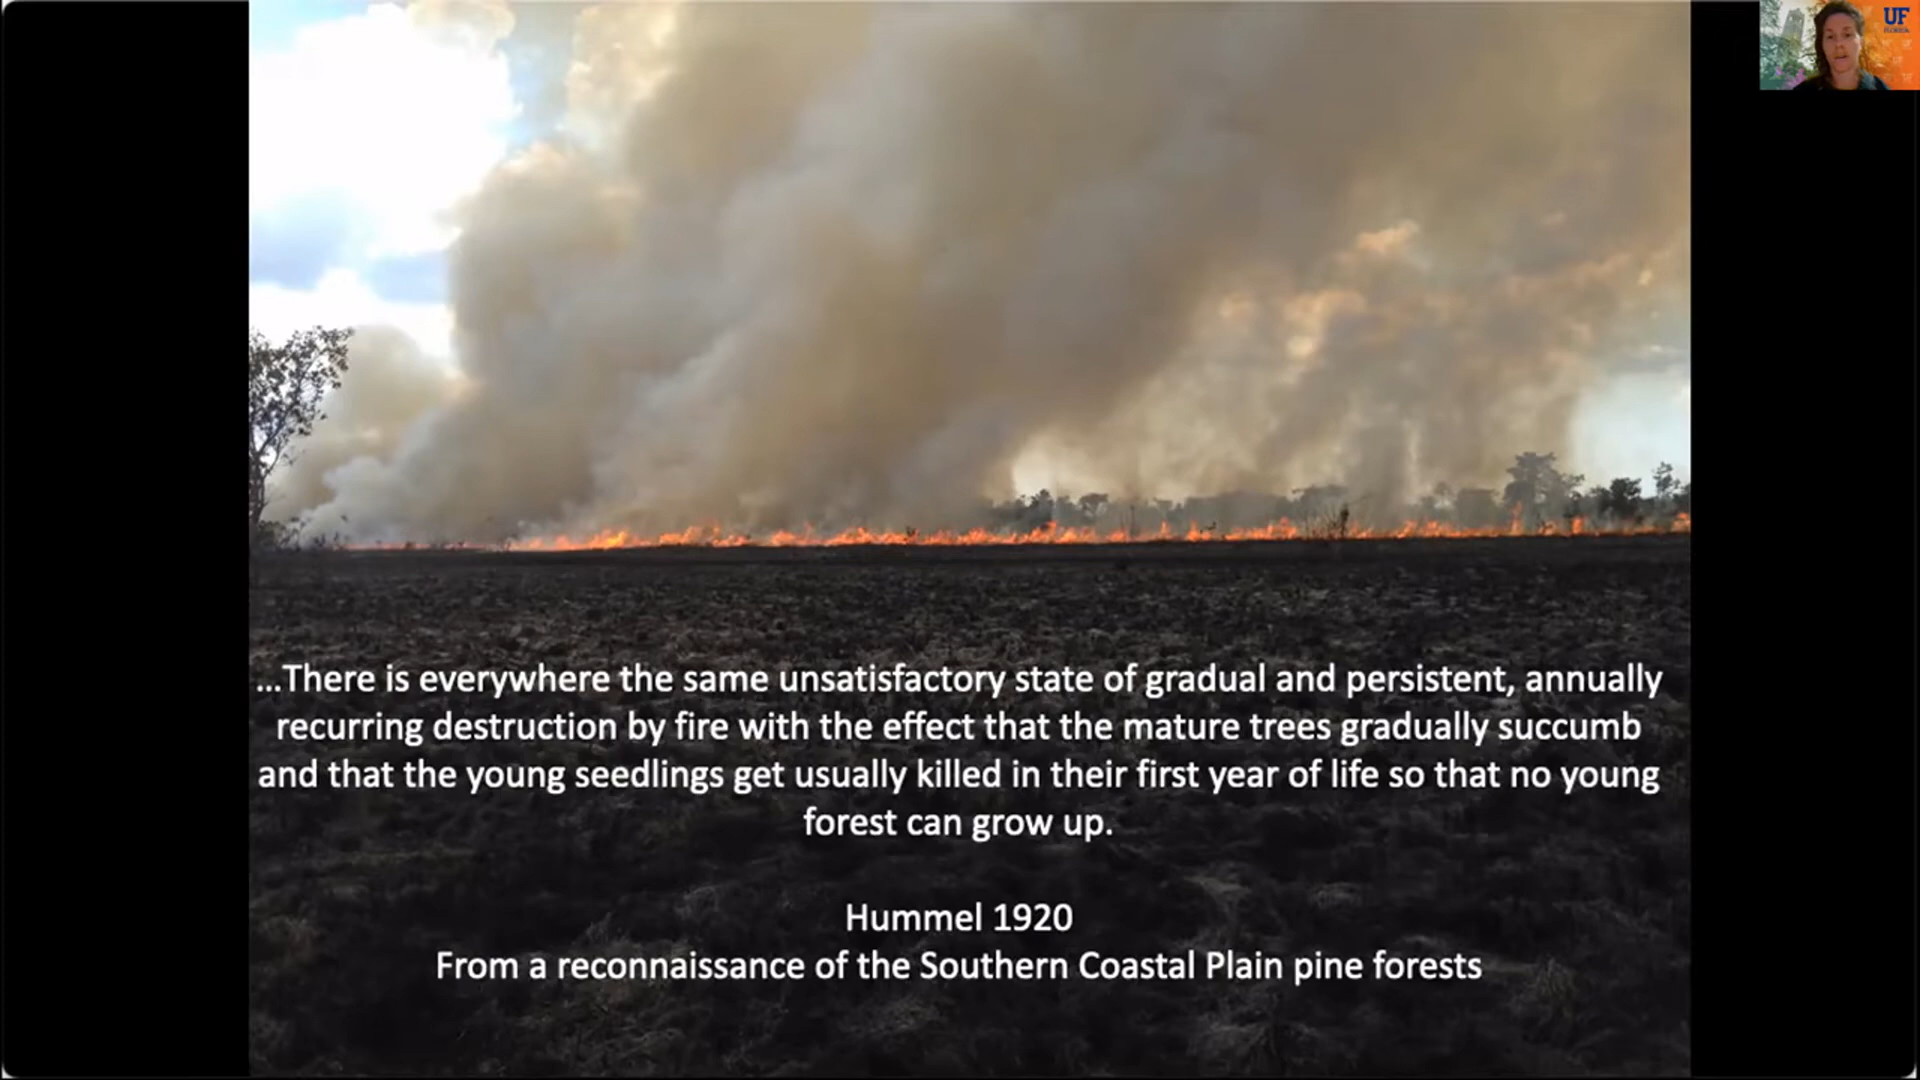 UF
FLORIDA
...There is everywhere the same unsatisfactory state of gradual and persistent, annually
recurring destruction by fire with the effect that the mature trees gradually succumb
and that the young seedlings get usually killed in their first year of life so that no young
forest can grow up.
Hummel 1920
From a reconnaissance of the Southern Coastal Plain pine forests